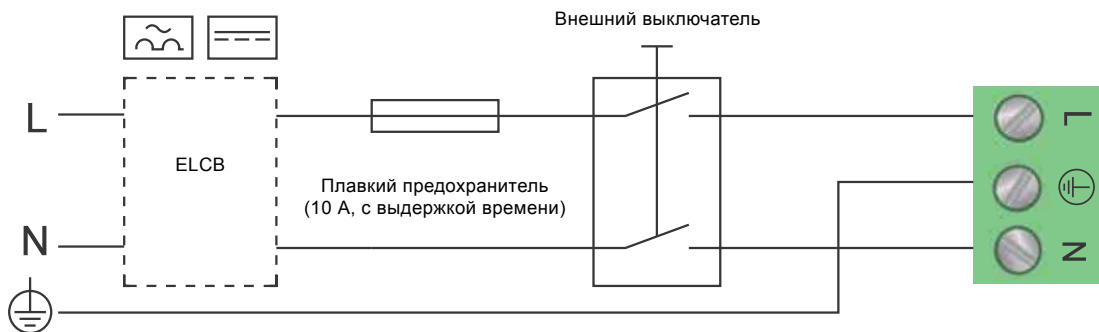 Внешний выключатель
L
L
ELCB
Плавкий предохранитель
(10 А, с выдержкой времени)
N
N